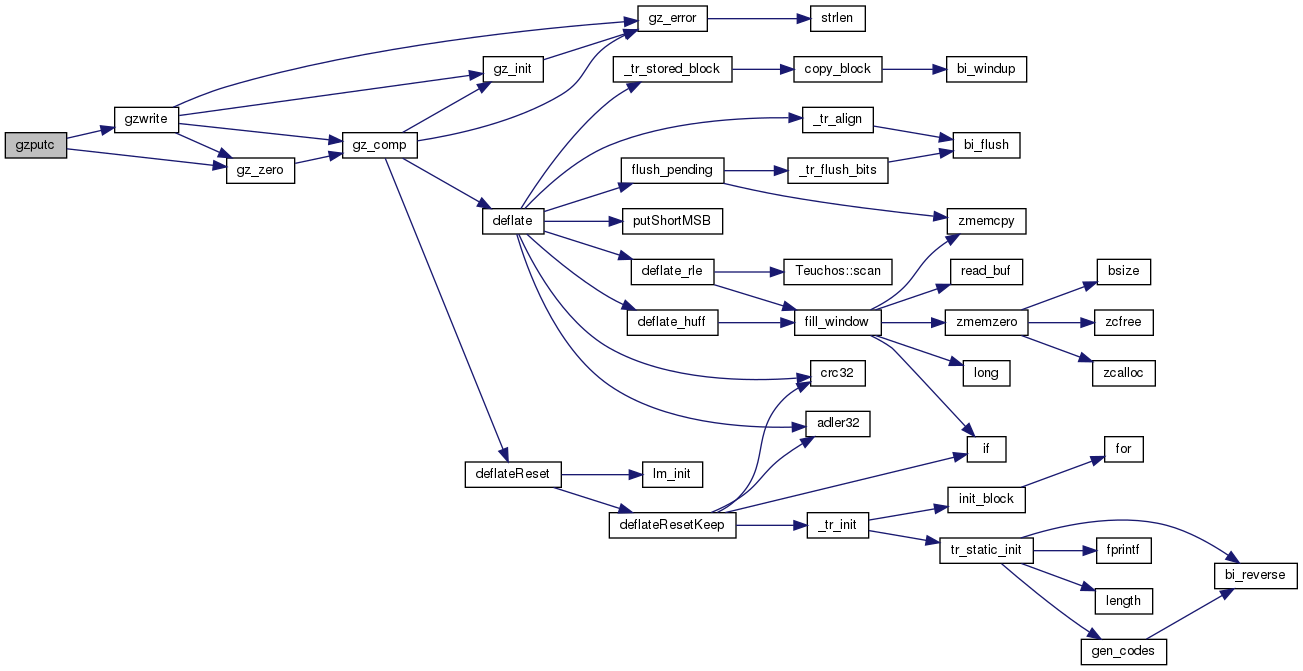 gz_error
strlen
gz_init
_tr_stored_block
copy_block
bi_windup
gzwrite
_tr_align
gzputc
gz_comp
bi_flush
gz_zero
flush_pending
_tr_flush_bits
deflate
putShortMSB
zmemcpy
deflate_rle
Teuchos::scan
read_buf
bsize
deflate_huff
fill_window
zmemzero
zcfree
crc32
long
zcalloc
adler32
if
for
deflateReset
lm_init
init_block
deflateResetKeep
_tr_init
tr_static_init
fprintf
bi_reverse
length
gen_codes